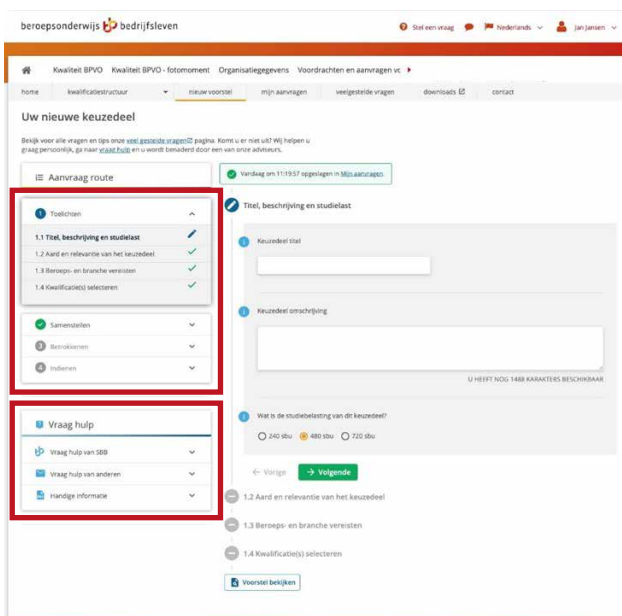 beroepsonderwijs bedrijfsleven
Stel een vraag
Nederlands
Jan Jansen
Kwaliteit BPVO Kwaliteit BPVO - fotomoment Organisatiegegevens Voordrachten en aanvragen vc
home kwalificatiestructuur nieuw voorstel mijn aanvragen veelgestelde vragen downloads contact
Uw nieuwe keuzedeel
Bekijk voor alle vragen en tips onze veel gestelde vragen pagina. Komt u er niet uit? Wij helpen u
graag persoonlijk, ga naar vraag hulp en u wordt benaderd door een van onze adviseurs.
Aanvraag route
1 Toelichten
1.1 Titel, beschrijving en studielast
1.2 Aard en relevantie van het keuzedeel
1.3 Beroeps- en branche vereisten
1.4 Kwalificatie(s) selecteren
Samenstellen
3 Betrokkenen
4 Indienen
Vraag hulp
Vraag hulp van SBB
Vraag hulp van anderen
Handige informatie
Vandaag om 11:19:57 opgeslagen in Mijn aanvragen.
Titel, beschrijving en studielast
Keuzedeel titel
Keuzedeel omschrijving
U HEEFT NOG 1488 KARAKTERS BESCHIKBAAR
Wat is de studiebelasting van dit keuzedeel?
240 sbu 480 sbu 720 sbu
← Vorige → Volgende
1.2 Aard en relevantie van het keuzedeel
1.3 Beroeps- en branche vereisten
1.4 Kwalificatie(s) selecteren
Voorstel bekijken